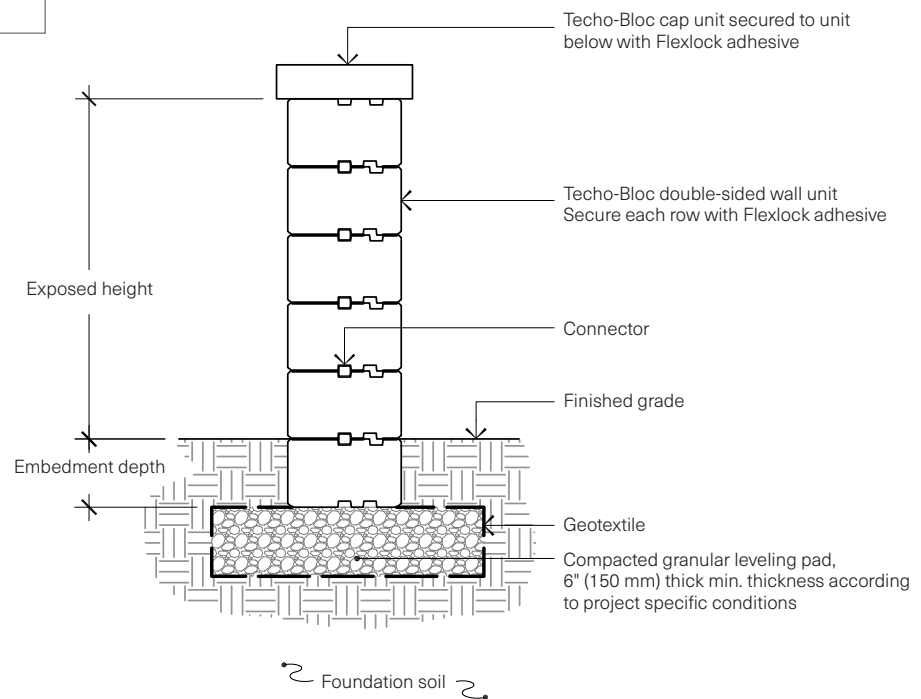 Techo-Bloc cap unit secured to unit
below with Flexlock adhesive
Techo-Bloc double-sided wall unit
Secure each row with Flexlock adhesive
Exposed height
Connector
Finished grade
Embedment depth
Geotextile
Compacted granular leveling pad,
6" (150 mm) thick min. thickness according
to project specific conditions
Foundation soil